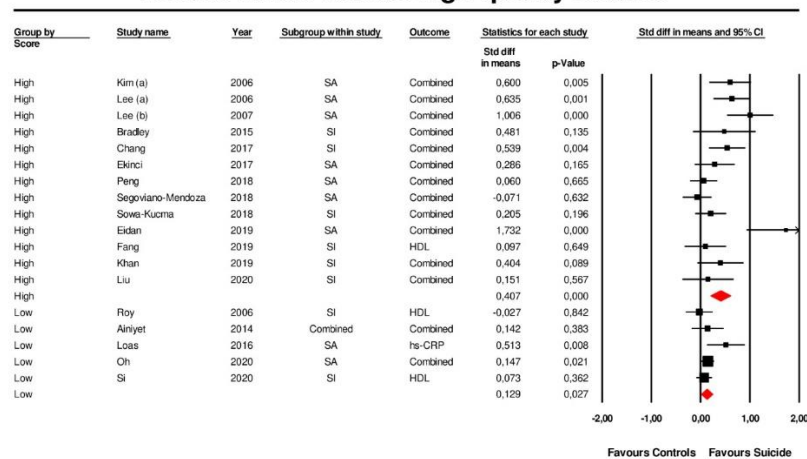 Group by Study name Year Subgroup within study Outcome Statistics for each study Std diff in means and 95% CI
Score
Std diff
in means p-Value
High Kim (a) 2006 SA Combined 0,600 0,005
High Lee (a) 2006 SA Combined 0,635 0,001
High Lee (b) 2007 SA Combined 1,006 0,000
High Bradley 2015 SI Combined 0,481 0,135
High Chang 2017 SI Combined 0,539 0,004
High Ekinci 2017 SA Combined 0,286 0,165
High Peng 2018 SA Combined 0,060 0,665
High Segoviano-Mendoza 2018 SA Combined -0,071 0,632
High Sowa-Kucma 2018 SI Combined 0,205 0,196
High Eidan 2019 SA Combined 1,732 0,000
High Fang 2019 SI HDL 0,097 0,649
High Khan 2019 SI Combined 0,404 0,089
High Liu 2020 SI Combined 0,151 0,567
High 0,407 0,000
Low Roy 2006 SI HDL -0,027 0,842
Low Ainiyet 2014 Combined Combined 0,142 0,383
Low Loas 2016 SA hs-CRP 0,513 0,008
Low Oh 2020 SA Combined 0,147 0,021
Low Si 2020 SI HDL 0,073 0,362
Low 0,129 0,027
-2,00 -1,00 0,00 1,00 2,00
Favours Controls Favours Suicide